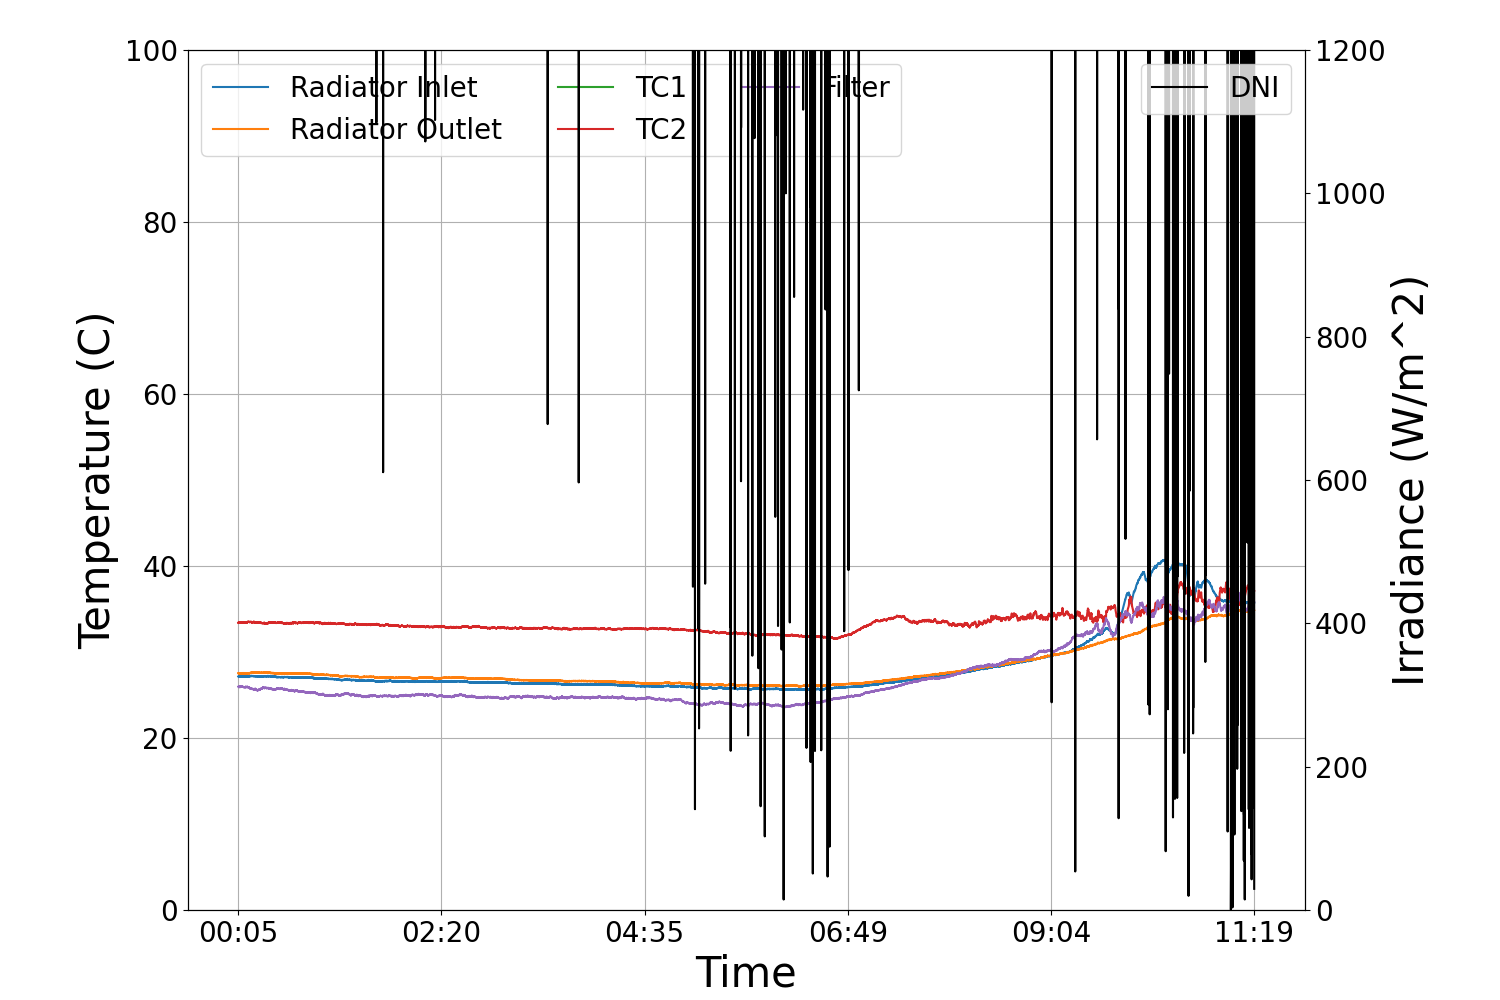 100
80
60
40
20
0
Temperature (C)
Radiator Inlet
Radiator Outlet
TC1
TC2
Filter
DNI
1200
1000
800
600
400
200
0
Irradiance (W/m^2)
00:05 02:20 04:35 06:49 09:04 11:19
Time